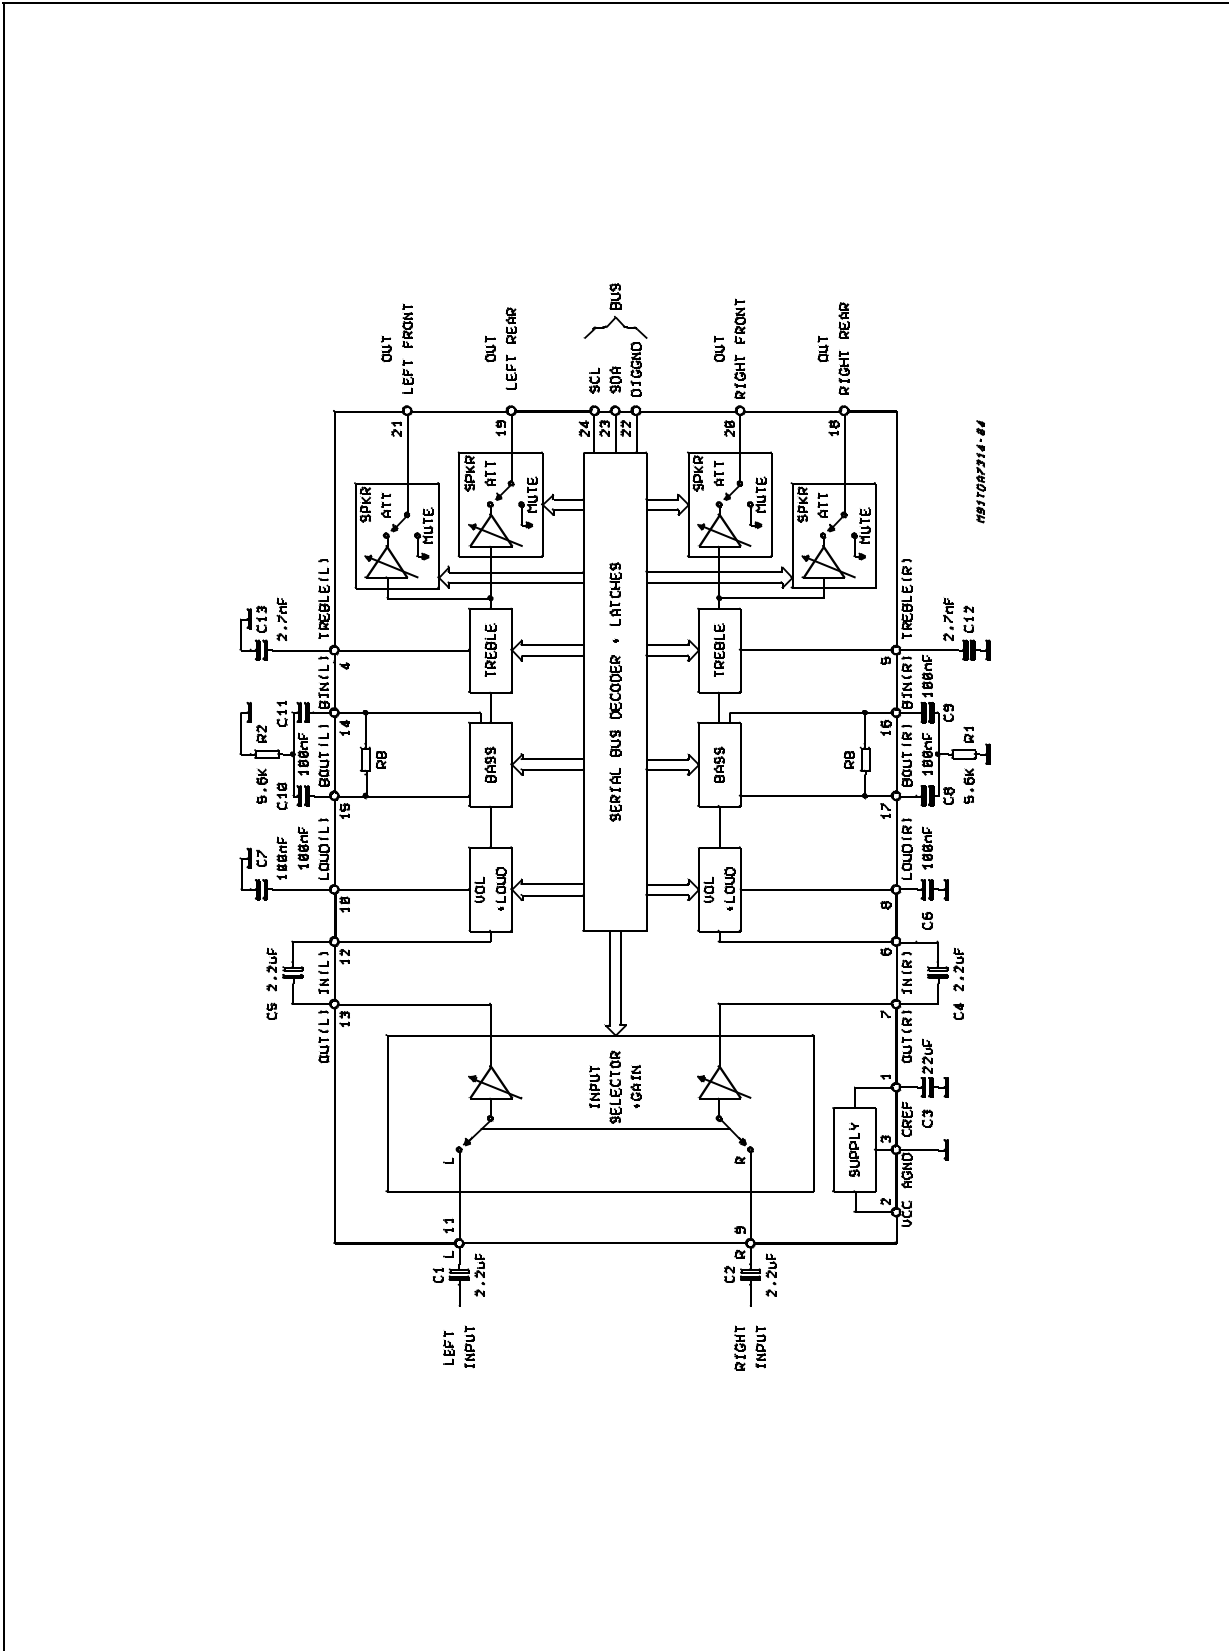 OUT
LEFT FRONT
OUT
LEFT REAR
BUS
SCL
SDA
DIGGND
OUT
RIGHT FRONT
OUT
RIGHT REAR
21
19
24
23
22
20
18
SPKR
ATT
MUTE
SPKR
ATT
MUTE
SPKR
ATT
MUTE
SPKR
ATT
MUTE
C13
2.7nF
TREBLE(L)
4
BIN(L)
14
C11
100nF
R2
5.6K
BOUT(L)
15
C10
100nF
RB
LOUD(L)
10
C7
100nF
IN(L)
12
C5 2.2uF
OUT(L)
13
TREBLE
BASS
VOL
+LOUD
SERIAL BUS DECODER + LATCHES
TREBLE
BASS
VOL
+LOUD
TREBLE(R)
5
2.7nF
C12
BIN(R)
16
100nF
C9
RB
BOUT(R)
17
100nF
C8
R1
5.6K
LOUD(R)
8
100nF
C6
IN(R)
6
C4 2.2uF
OUT(R)
7
INPUT
SELECTOR
+GAIN
L
R
SUPPLY
1
CREF
22uF
C3
3
AGND
2
VCC
11
L
C1
2.2uF
LEFT
INPUT
9
R
C2
2.2uF
RIGHT
INPUT
M91TDA7314-04